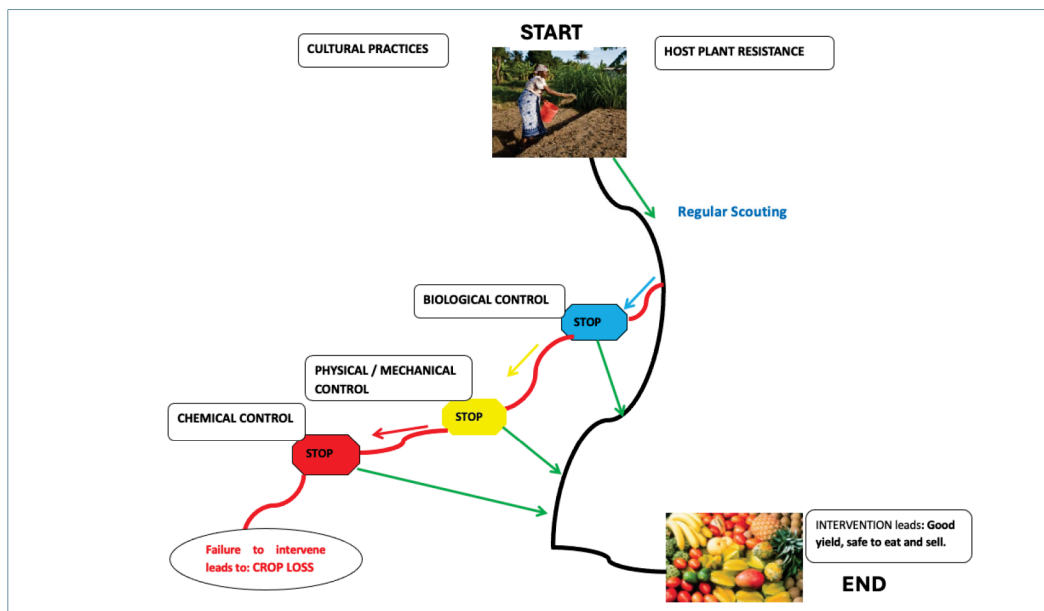 START
CULTURAL PRACTICES
HOST PLANT RESISTANCE
Regular Scouting
BIOLOGICAL CONTROL
STOP
PHYSICAL / MECHANICAL
CONTROL
STOP
CHEMICAL CONTROL
STOP
Failure to intervene
leads to: CROP LOSS
INTERVENTION leads: Good
yield, safe to eat and sell.
END